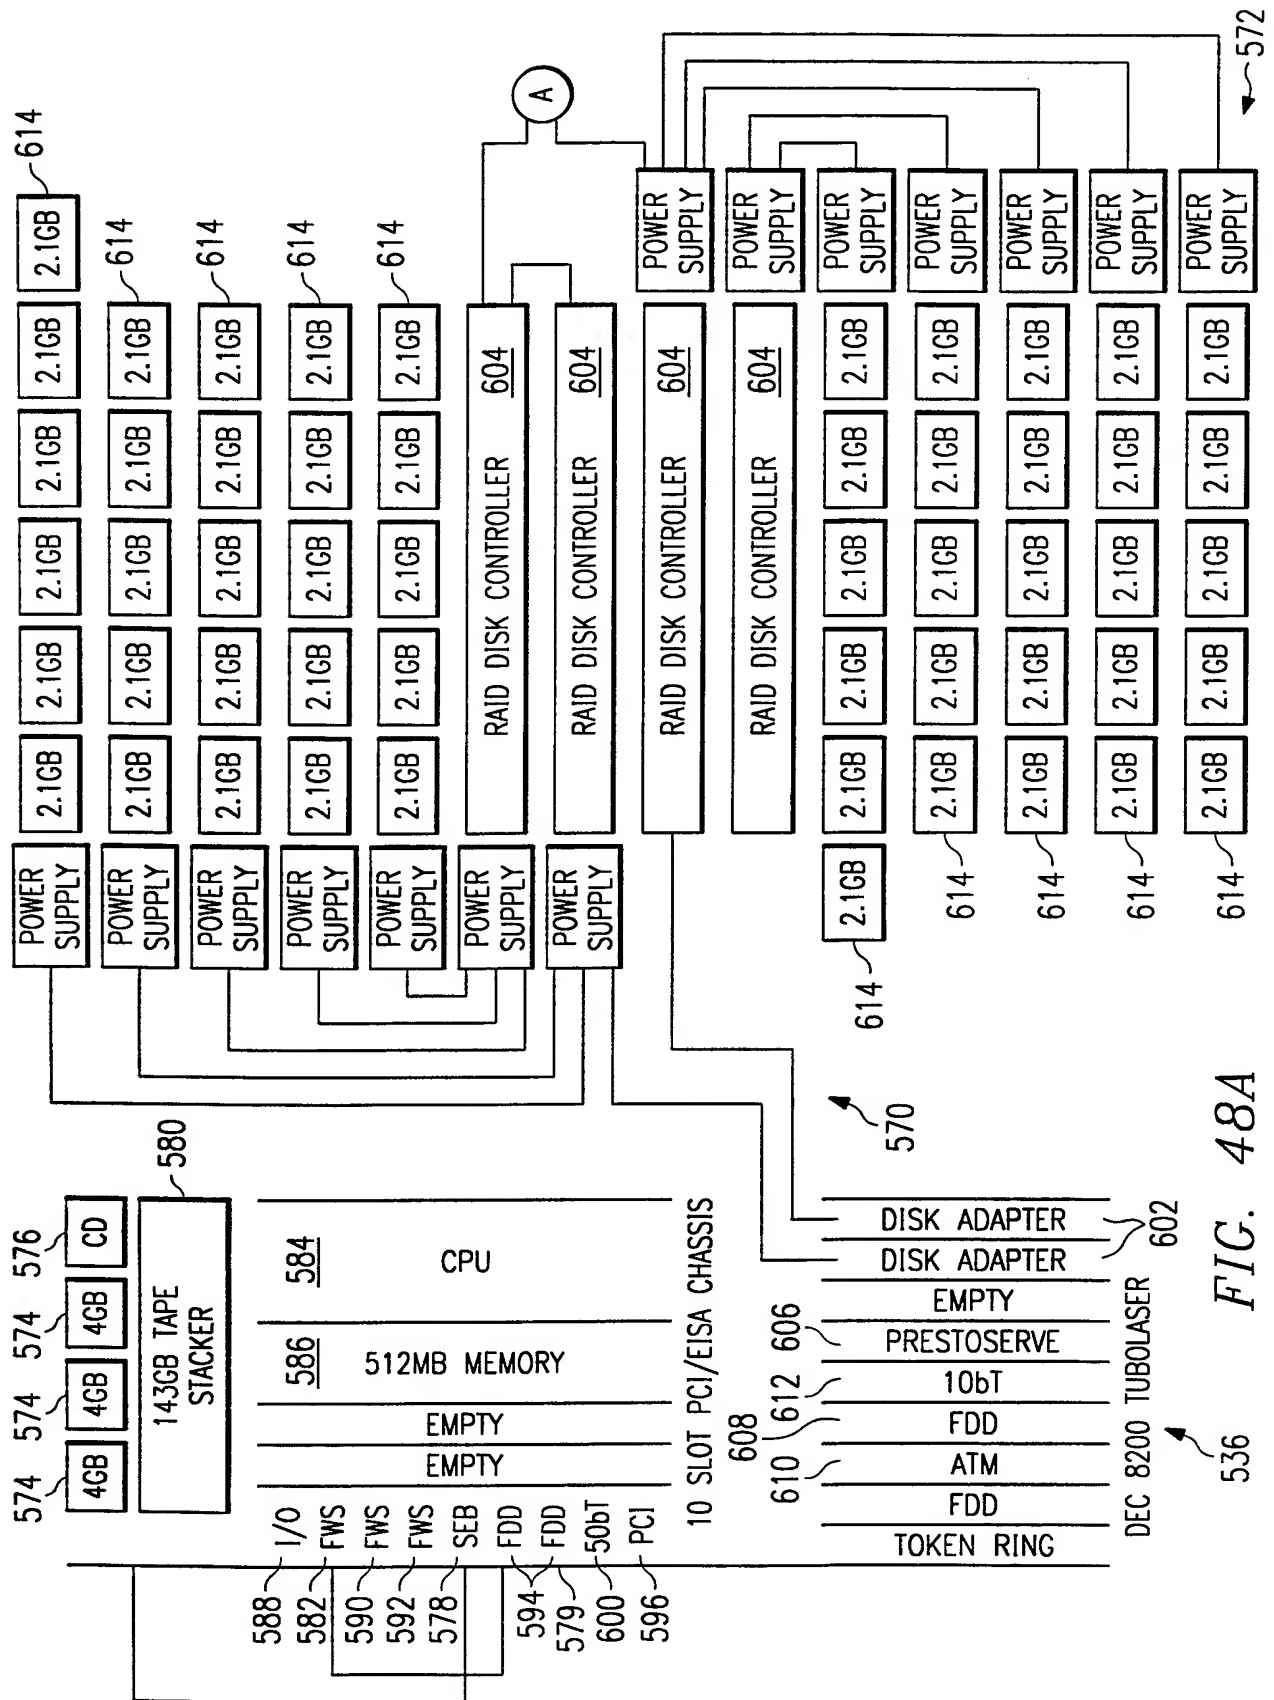 574 574 574 576
4GB 4GB 4GB CD
143GB TAPE
STACKER
580
588 I/O
582 FWS
590 FWS
592 FWS
578 SEB
594 FDD
FDD
579
600 50bT
596 PCI
EMPTY
EMPTY
586
512MB MEMORY
584
CPU
10 SLOT PCI/EISA CHASSIS
610 608 612 606
TOKEN RING
FDD
ATM
FDD
10bT
PRESTOSERVE
EMPTY
DISK ADAPTER
DISK ADAPTER
602
DEC 8200 TUBOLASER
536
POWER
SUPPLY
2.1GB 2.1GB 2.1GB 2.1GB 2.1GB 2.1GB 614
POWER
SUPPLY
2.1GB 2.1GB 2.1GB 2.1GB 2.1GB 614
POWER
SUPPLY
2.1GB 2.1GB 2.1GB 2.1GB 2.1GB 614
POWER
SUPPLY
2.1GB 2.1GB 2.1GB 2.1GB 2.1GB 614
POWER
SUPPLY
2.1GB 2.1GB 2.1GB 2.1GB 2.1GB 614
POWER
SUPPLY
RAID DISK CONTROLLER 604
A
POWER
SUPPLY
RAID DISK CONTROLLER 604
RAID DISK CONTROLLER 604
POWER
SUPPLY
RAID DISK CONTROLLER 604
POWER
SUPPLY
614 2.1GB 2.1GB 2.1GB 2.1GB 2.1GB 2.1GB
POWER
SUPPLY
614 2.1GB 2.1GB 2.1GB 2.1GB 2.1GB
POWER
SUPPLY
614 2.1GB 2.1GB 2.1GB 2.1GB 2.1GB
POWER
SUPPLY
614 2.1GB 2.1GB 2.1GB 2.1GB 2.1GB
POWER
SUPPLY
614 2.1GB 2.1GB 2.1GB 2.1GB 2.1GB
POWER
SUPPLY
570
572
FIG. 48A